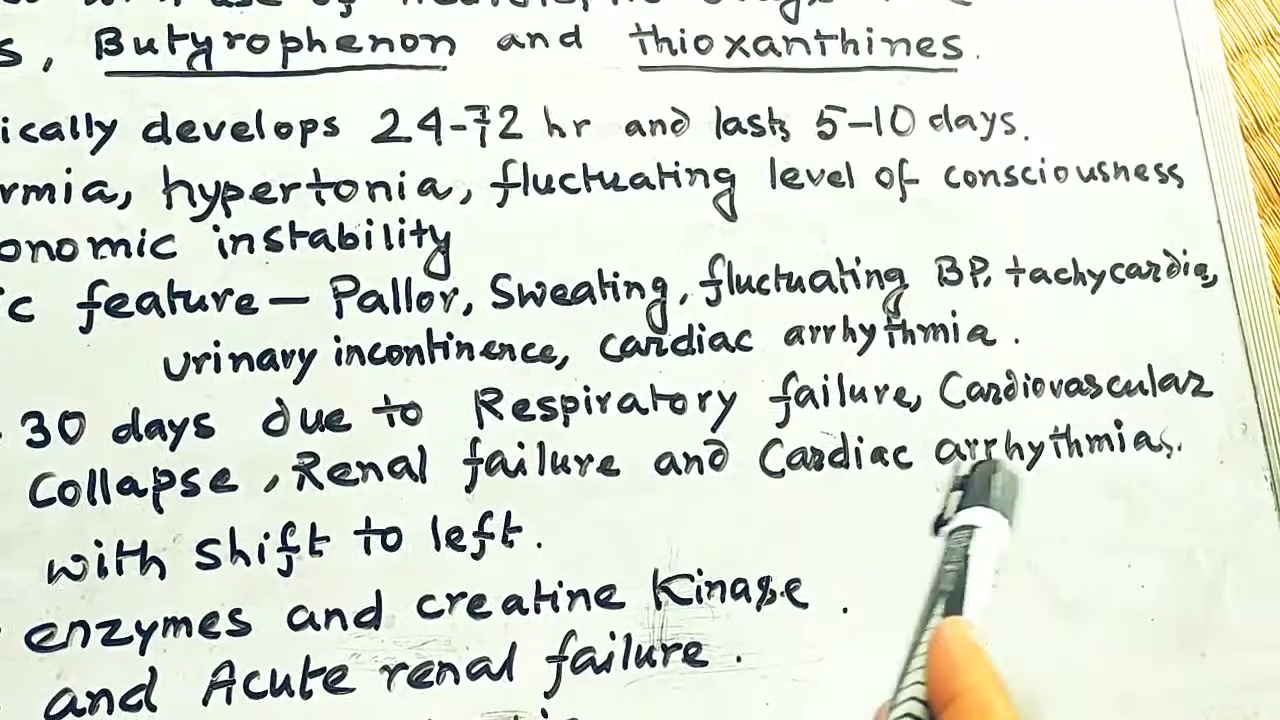 s, Butyrophenon and thioxanthines.
ically develops 24-72 hr and lasts 5-10 days.
rmia, hypertonia, fluctuating level of consciousness
onomic instability
c feature - Pallor, Sweating, fluctuating BP, tachycardia,
urinary incontinence, cardiac arrhythmia.
30 days due to Respiratory failure, Cardiovascular
Collapse, Renal failure and Cardiac arrhythmias.
with shift to left.
enzymes and creatine Kinase.
and Acute renal failure.